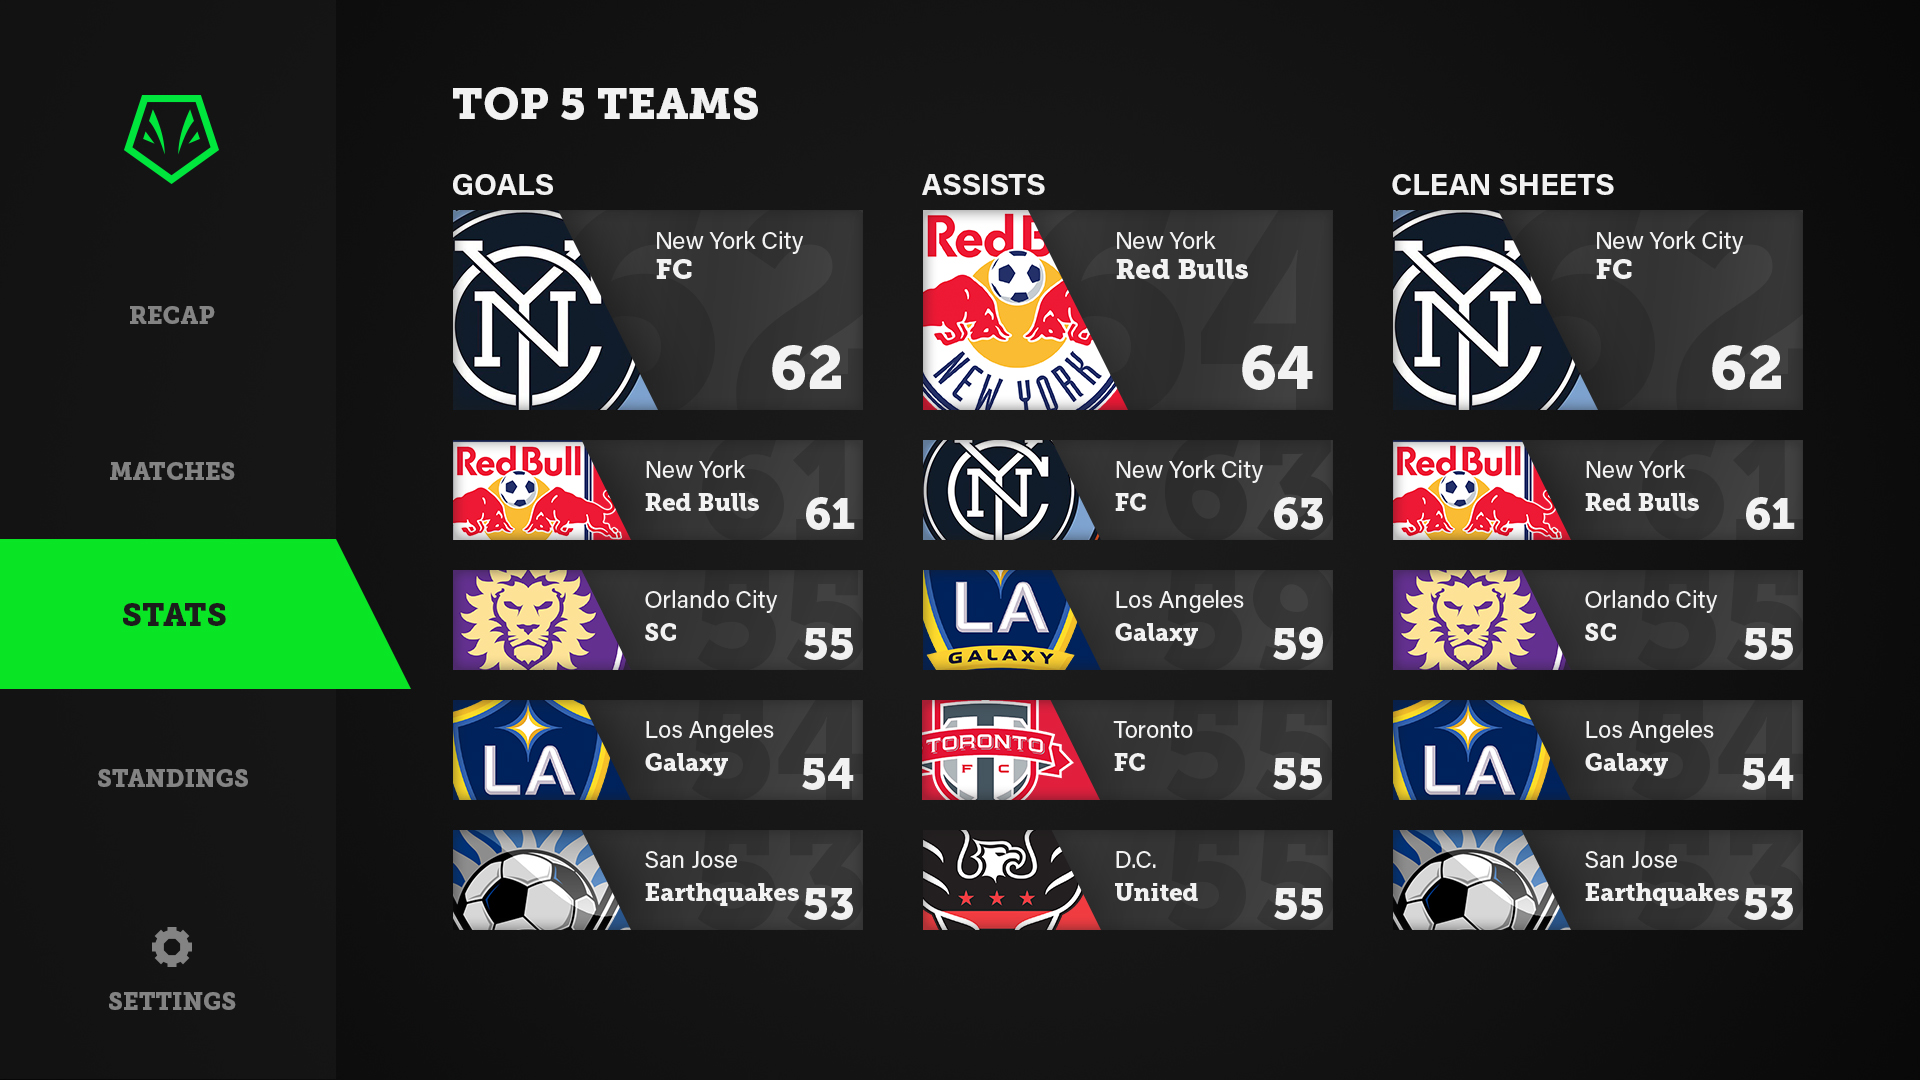 TOP 5 TEAMS
RECAP
MATCHES
STATS
STANDINGS
SETTINGS
GOALS
New York City
FC
62
Red Bull
New York
Red Bulls
61
Orlando City
SC
55
LA
Los Angeles
Galaxy
54
San Jose
Earthquakes
53
ASSISTS
Red B
NEW YORK
New York
Red Bulls
64
New York City
FC
63
LA
GALAXY
Los Angeles
Galaxy
59
TORONTO
F C
Toronto
FC
55
D.C.
United
55
CLEAN SHEETS
New York City
FC
62
Red Bull
New York
Red Bulls
61
Orlando City
SC
55
LA
Los Angeles
Galaxy
54
San Jose
Earthquakes
53